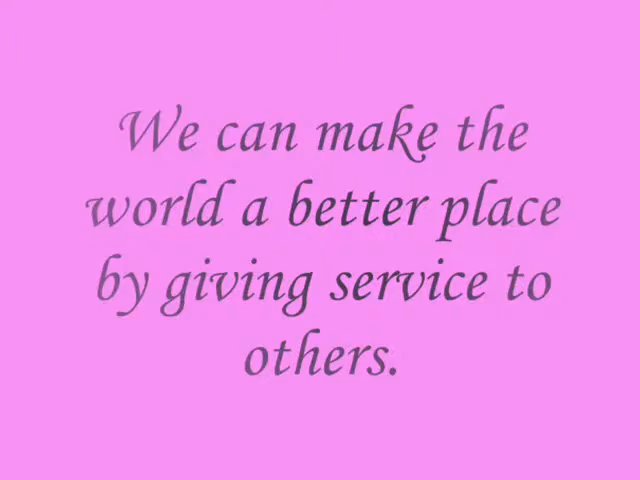 We can make the
world a better place
by giving service to
others.